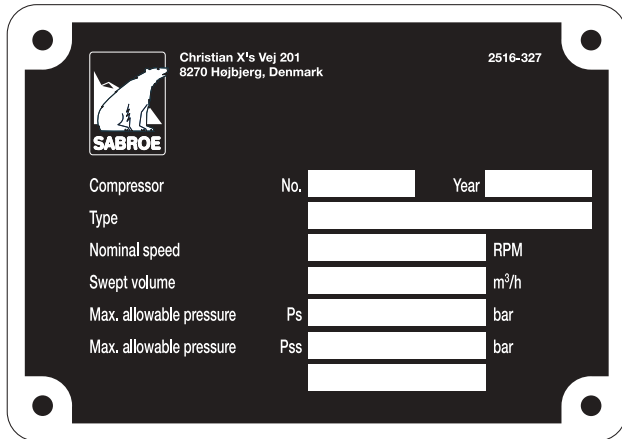 Christian X's Vej 201 2516-327
8270 Højbjerg, Denmark
SABROE
Compressor No. Year
Type
Nominal speed RPM
Swept volume m³/h
Max. allowable pressure Ps bar
Max. allowable pressure Pss bar